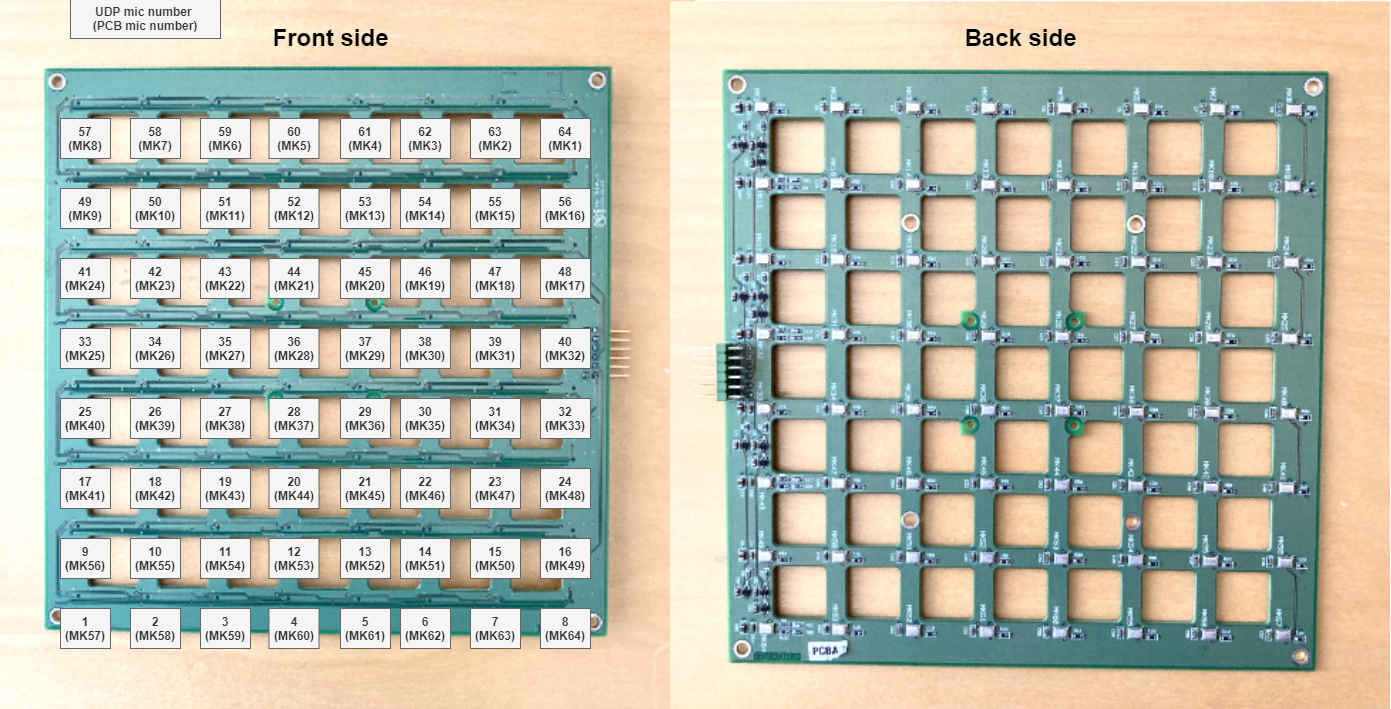 UDP mic number
(PCB mic number)
Front side
Back side
57 58 59 60 61 62 63 64
(MK8) (MK7) (MK6) (MK5) (MK4) (MK3) (MK2) (MK1)
49 50 51 52 53 54 55 56
(MK9) (MK10) (MK11) (MK12) (MK13) (MK14) (MK15) (MK16)
41 42 43 44 45 46 47 48
(MK24) (MK23) (MK22) (MK21) (MK20) (MK19) (MK18) (MK17)
33 34 35 36 37 38 39 40
(MK25) (MK26) (MK27) (MK28) (MK29) (MK30) (MK31) (MK32)
25 26 27 28 29 30 31 32
(MK40) (MK39) (MK38) (MK37) (MK36) (MK35) (MK34) (MK33)
17 18 19 20 21 22 23 24
(MK41) (MK42) (MK43) (MK44) (MK45) (MK46) (MK47) (MK48)
9 10 11 12 13 14 15 16
(MK56) (MK55) (MK54) (MK53) (MK52) (MK51) (MK50) (MK49)
1 2 3 4 5 6 7 8
(MK57) (MK58) (MK59) (MK60) (MK61) (MK62) (MK63) (MK64)
PCBA